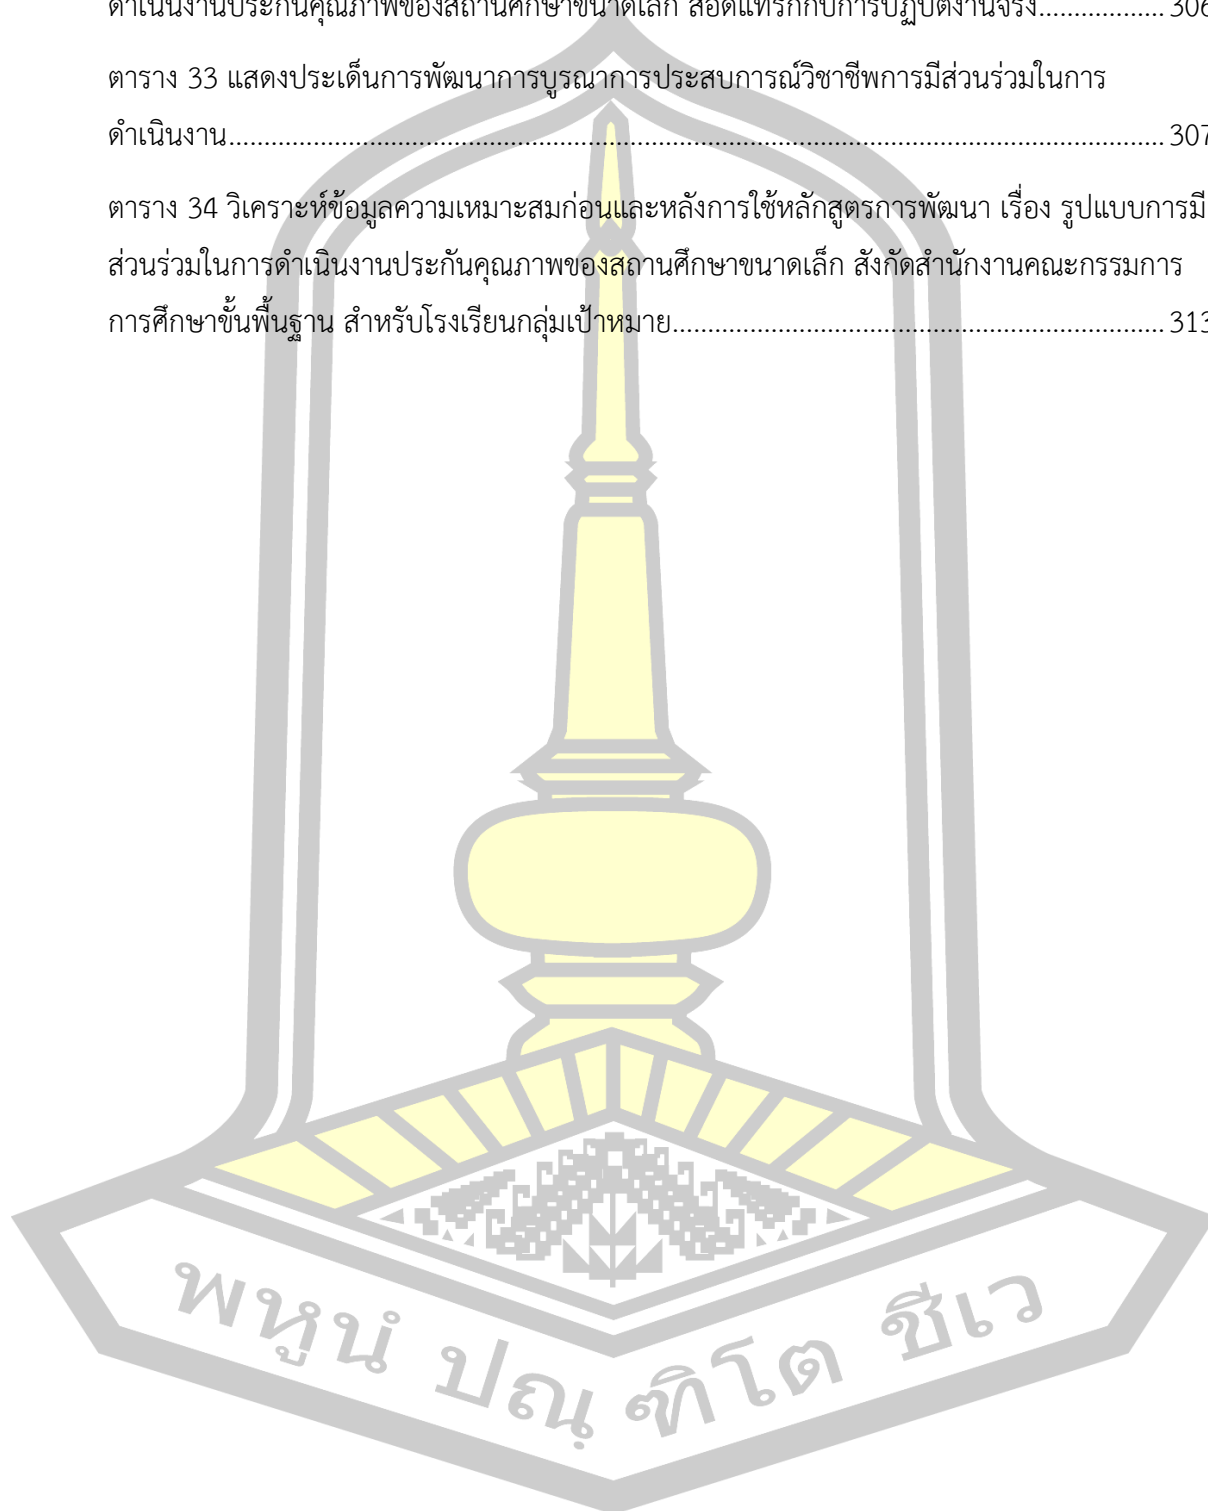 ดำเนินงานประกันคุณภาพของสถานศึกษาขนาดเล็ก สอดแทรกกับการปฏิบัติงานจริง.................. 306
ตาราง 33 แสดงประเด็นการพัฒนาการบูรณาการประสบการณ์วิชาชีพการมีส่วนร่วมในการ
ดำเนินงาน.................................................................................................................................. 307
ตาราง 34 วิเคราะห์ข้อมูลความเหมาะสมก่อนและหลังการใช้หลักสูตรการพัฒนา เรื่อง รูปแบบการมี
ส่วนร่วมในการดำเนินงานประกันคุณภาพของสถานศึกษาขนาดเล็ก สังกัดสำนักงานคณะกรรมการ
การศึกษาขั้นพื้นฐาน สำหรับโรงเรียนกลุ่มเป้าหมาย.................................................................... 313
พหูนํ ปณฺฑิโต ชีเว